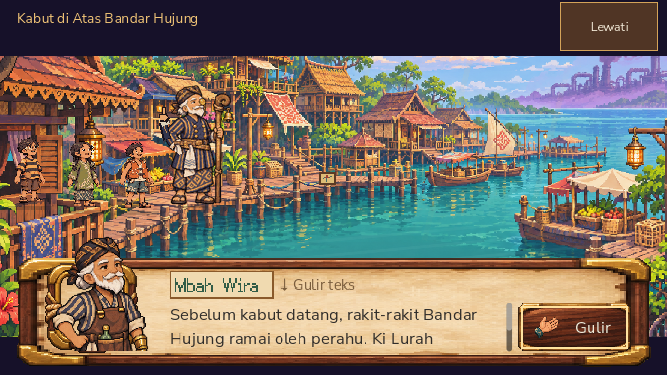 Kabut di Atas Bandar Hujung
Lewati
Mbah Wira
↓ Gulir teks
Sebelum kabut datang, rakit-rakit Bandar
Hujung ramai oleh perahu. Ki Lurah
Gulir